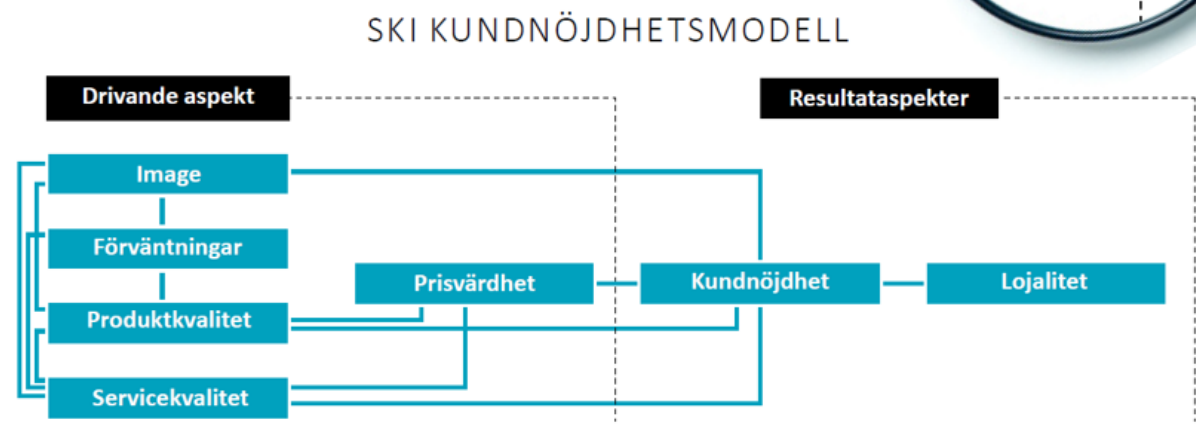 SKI KUNDNÖJDHETSMODELL
Drivande aspekt
Resultataspekter
Image
Förväntningar
Prisvärdhet
Kundnöjdhet
Lojalitet
Produktkvalitet
Servicekvalitet